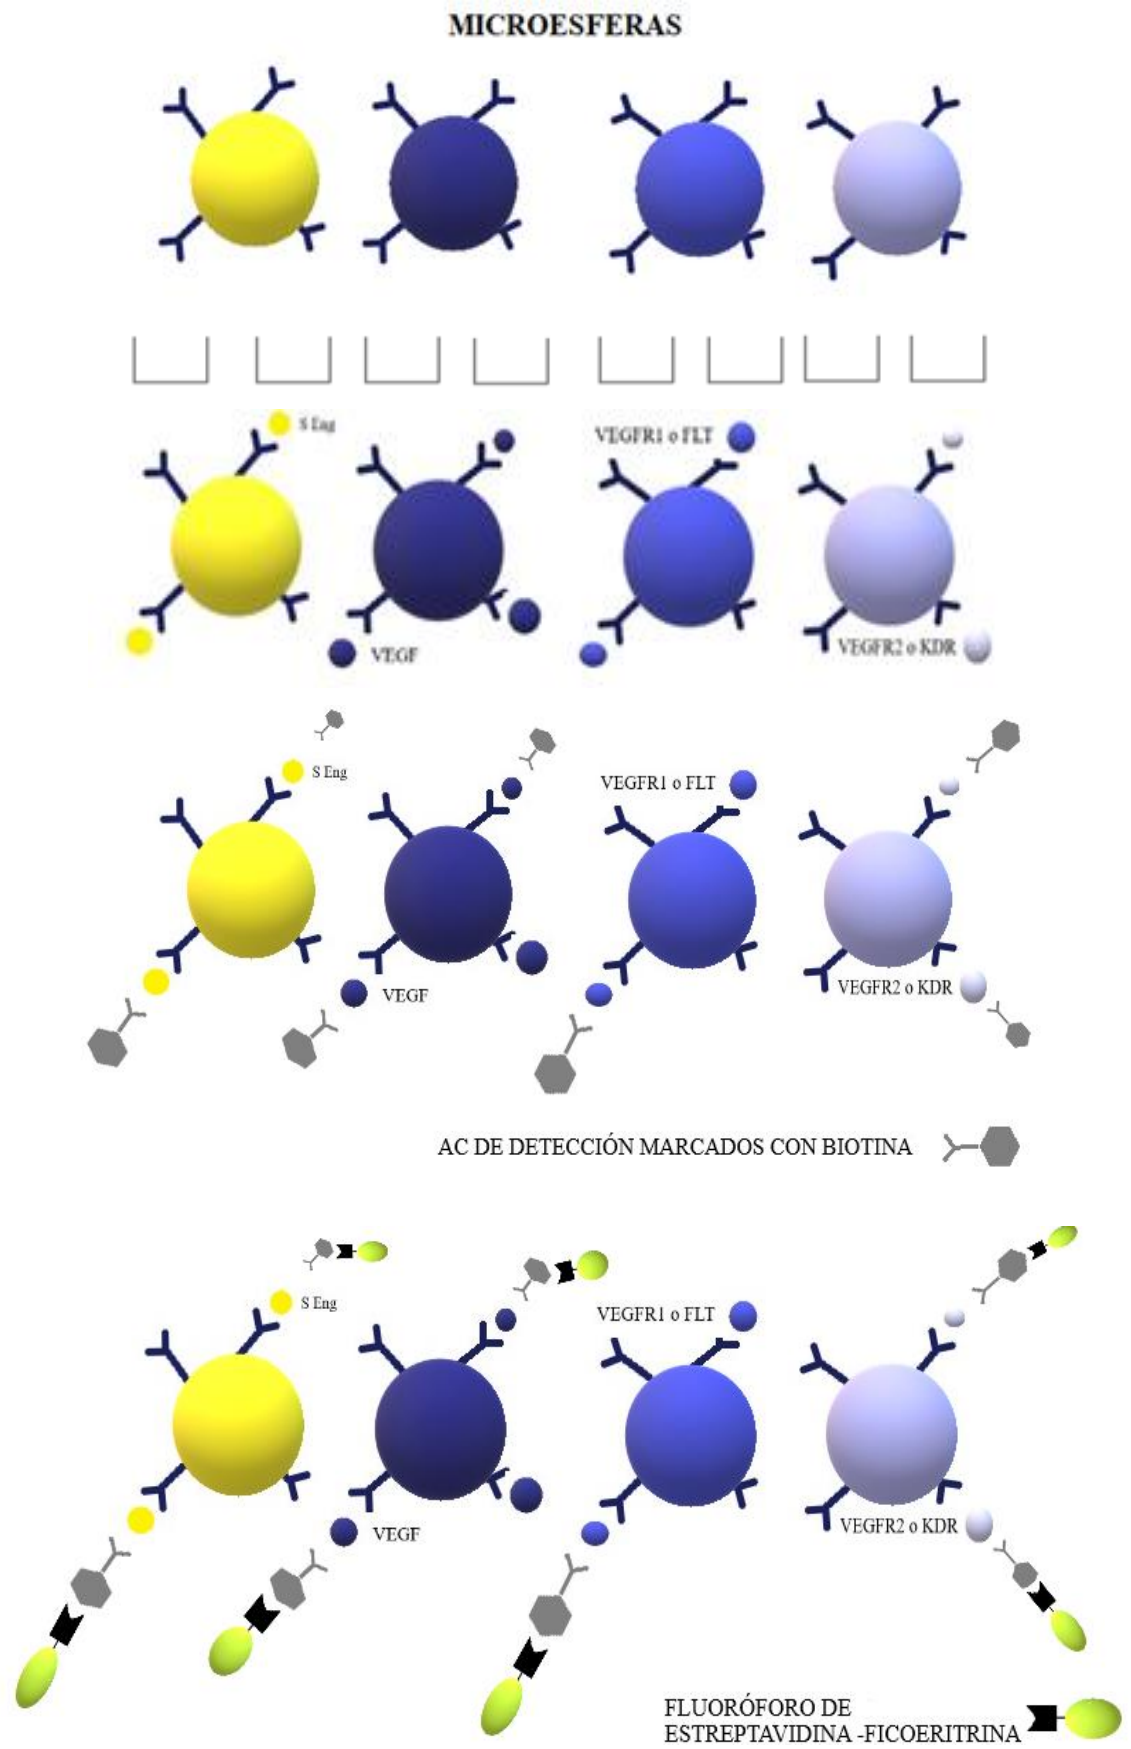 MICROESFERAS
S Eng
VEGFR1 o FLT
VEGF
VEGFR2 o KDR
S Eng
VEGFR1 o FLT
VEGF
VEGFR2 o KDR
AC DE DETECCIÓN MARCADOS CON BIOTINA
S Eng
VEGFR1 o FLT
VEGF
VEGFR2 o KDR
FLUORÓFORO DE
ESTREPTAVIDINA -FICOERITRINA